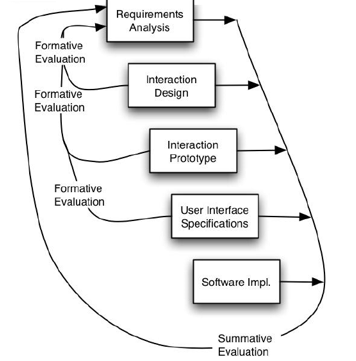 Requirements
Analysis
Formative
Evaluation
Interaction
Design
Formative
Evaluation
Interaction
Prototype
Formative
Evaluation
User Interface
Specifications
Software Impl.
Summative
Evaluation